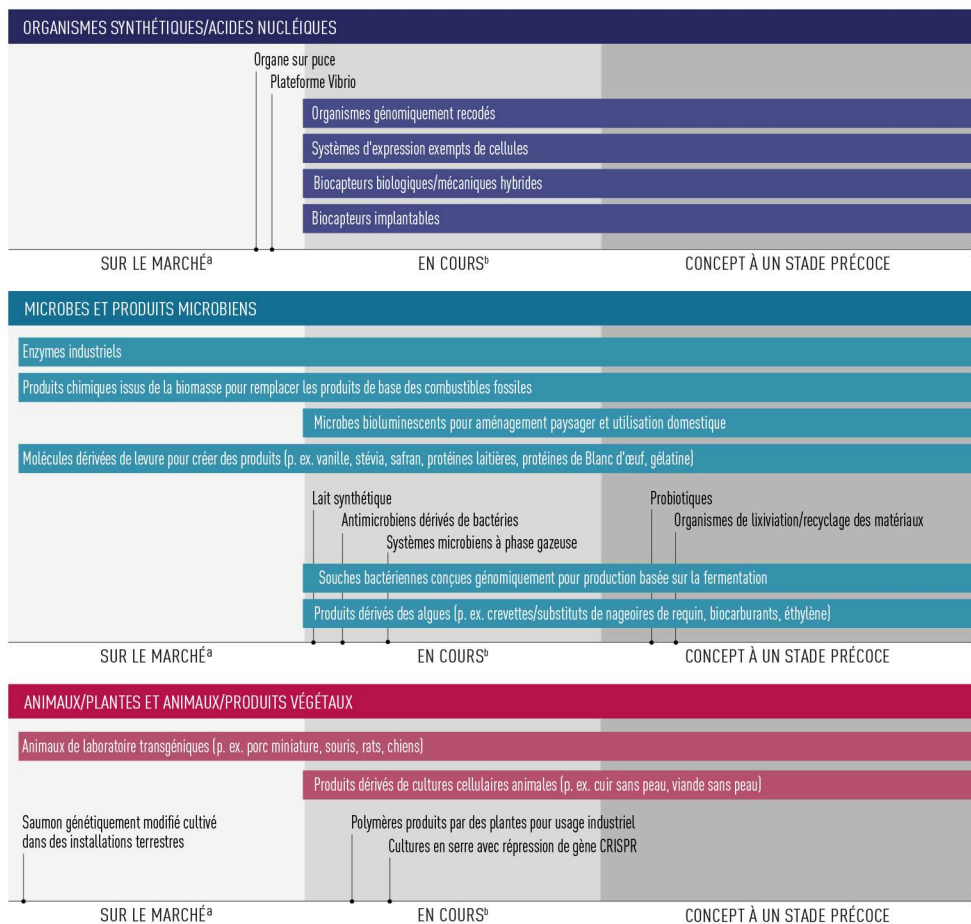 ORGANISMES SYNTHÉTIQUES/ACIDES NUCLÉIQUES
Organe sur puce
Plateforme Vibrio
Organismes génomiquement recodés
Systèmes d'expression exempts de cellules
Biocapteurs biologiques/mécaniques hybrides
Biocapteurs implantables
SUR LE MARCHÉª EN COURSᵇ CONCEPT À UN STADE PRÉCOCE
MICROBES ET PRODUITS MICROBIENS
Enzymes industriels
Produits chimiques issus de la biomasse pour remplacer les produits de base des combustibles fossiles
Microbes bioluminescents pour aménagement paysager et utilisation domestique
Molécules dérivées de levure pour créer des produits (p. ex. vanille, stévia, safran, protéines laitières, protéines de Blanc d'œuf, gélatine)
Lait synthétique
Antimicrobiens dérivés de bactéries
Systèmes microbiens à phase gazeuse
Probiotiques
Organismes de lixiviation/recyclage des matériaux
Souches bactériennes conçues génomiquement pour production basée sur la fermentation
Produits dérivés des algues (p. ex. crevettes/substituts de nageoires de requin, biocarburants, éthylène)
SUR LE MARCHÉª EN COURSᵇ CONCEPT À UN STADE PRÉCOCE
ANIMAUX/PLANTES ET ANIMAUX/PRODUITS VÉGÉTAUX
Animaux de laboratoire transgéniques (p. ex. porc miniature, souris, rats, chiens)
Produits dérivés de cultures cellulaires animales (p. ex. cuir sans peau, viande sans peau)
Saumon génétiquement modifié cultivé
dans des installations terrestres
Polymères produits par des plantes pour usage industriel
Cultures en serre avec répression de gène CRISPR
SUR LE MARCHÉª EN COURSᵇ CONCEPT À UN STADE PRÉCOCE